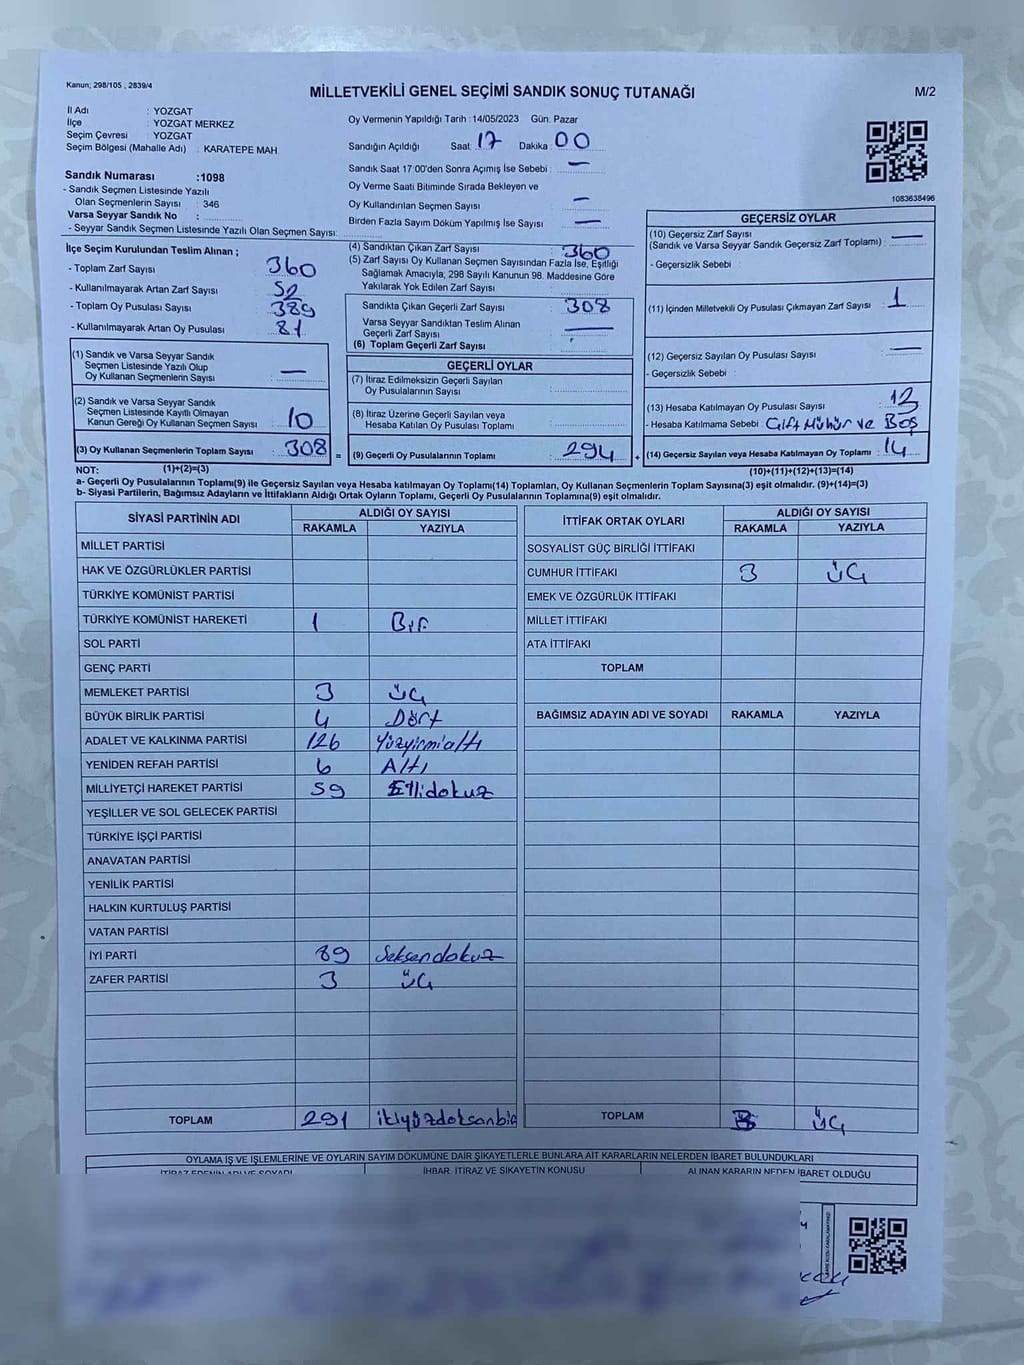 Kanun; 298/105 , 2839/4
MİLLETVEKİLİ GENEL SEÇİMİ SANDIK SONUÇ TUTANAĞI
M/2
İl Adı : YOZGAT
İlçe : YOZGAT MERKEZ
Seçim Çevresi : YOZGAT
Seçim Bölgesi (Mahalle Adı) : KARATEPE MAH.
Oy Vermenin Yapıldığı Tarih :14/05/2023 Gün: Pazar
Sandığın Açıldığı Saat: 17 Dakika: 00
Sandık Saat 17:00'den Sonra Açımış İse Sebebi : —
Oy Verme Saati Bitiminde Sırada Bekleyen ve
Oy Kullandırılan Seçmen Sayısı : —
Birden Fazla Sayım Döküm Yapılmış İse Sayısı : —
1083638496
Sandık Numarası :1098
- Sandık Seçmen Listesinde Yazılı
Olan Seçmenlerin Sayısı : 346
Varsa Seyyar Sandık No :
- Seyyar Sandık Seçmen Listesinde Yazılı Olan Seçmen Sayısı:
İlçe Seçim Kurulundan Teslim Alınan ;
- Toplam Zarf Sayısı : 360
- Kullanılmayarak Artan Zarf Sayısı : 52
- Toplam Oy Pusulası Sayısı : 389
- Kullanılmayarak Artan Oy Pusulası : 81
(4) Sandıktan Çıkan Zarf Sayısı : 360
(5) Zarf Sayısı Oy Kullanan Seçmen Sayısından Fazla İse, Eşitliği
Sağlamak Amacıyla, 298 Sayılı Kanunun 98. Maddesine Göre
Yakılarak Yok Edilen Zarf Sayısı :
Sandıkta Çıkan Geçerli Zarf Sayısı : 308
Varsa Seyyar Sandıktan Teslim Alınan
Geçerli Zarf Sayısı : —
(6) Toplam Geçerli Zarf Sayısı :
GEÇERSİZ OYLAR
(10) Geçersiz Zarf Sayısı
(Sandık ve Varsa Seyyar Sandık Geçersiz Zarf Toplamı) : —
- Geçersizlik Sebebi :
(11) İçinden Milletvekili Oy Pusulası Çıkmayan Zarf Sayısı : 1
(12) Geçersiz Sayılan Oy Pusulası Sayısı : —
- Geçersizlik Sebebi :
(13) Hesaba Katılmayan Oy Pusulası Sayısı : 13
- Hesaba Katılmama Sebebi : Çift Mühür ve Boş
(14) Geçersiz Sayılan veya Hesaba Katılmayan Oy Toplamı : 14
(10)+(11)+(12)+(13)=(14)
(1) Sandık ve Varsa Seyyar Sandık
Seçmen Listesinde Yazılı Olup
Oy Kullanan Seçmenlerin Sayısı : —
(2) Sandık ve Varsa Seyyar Sandık
Seçmen Listesinde Kayıtlı Olmayan
Kanun Gereği Oy Kullanan Seçmen Sayısı : 10
(3) Oy Kullanan Seçmenlerin Toplam Sayısı : 308 =
GEÇERLİ OYLAR
(7) İtiraz Edilmeksizin Geçerli Sayılan
Oy Pusulalarının Sayısı :
(8) İtiraz Üzerine Geçerli Sayılan veya
Hesaba Katılan Oy Pusulası Toplamı :
(9) Geçerli Oy Pusulalarının Toplamı : 294 +
NOT: (1)+(2)=(3)
a- Geçerli Oy Pusulasının Toplamı(9) ile Geçersiz Sayılan veya Hesaba katılmayan Oy Toplamı(14) Toplamları, Oy Kullanan Seçmenlerin Toplam Sayısına(3) eşit olmalıdır. (9)+(14)=(3)
b- Siyasi Partilerin, Bağımsız Adayların ve İttifakların Aldığı Ortak Oyların Toplamı, Geçerli Oy Pusulalarının Toplamına(9) eşit olmalıdır.
SİYASİ PARTİNİN ADI ALDIĞI OY SAYISI
RAKAMLA YAZIYLA
MİLLET PARTİSİ
HAK VE ÖZGÜRLÜKLER PARTİSİ
TÜRKİYE KOMÜNİST PARTİSİ
TÜRKİYE KOMÜNİST HAREKETİ 1 Bir
SOL PARTİ
GENÇ PARTİ
MEMLEKET PARTİSİ 3 üç
BÜYÜK BİRLİK PARTİSİ 4 Dört
ADALET VE KALKINMA PARTİSİ 126 Yüzyirmialtı
YENİDEN REFAH PARTİSİ 6 Altı
MİLLİYETÇİ HAREKET PARTİSİ 59 Ellidokuz
YEŞİLLER VE SOL GELECEK PARTİSİ
TÜRKİYE İŞÇİ PARTİSİ
ANAVATAN PARTİSİ
YENİLİK PARTİSİ
HALKIN KURTULUŞ PARTİSİ
VATAN PARTİSİ
İYİ PARTİ 89 Seksendokuz
ZAFER PARTİSİ 3 üç
TOPLAM 291 ikiyüzdoksanbir
İTTİFAK ORTAK OYLARI ALDIĞI OY SAYISI
RAKAMLA YAZIYLA
SOSYALİST GÜÇ BİRLİĞİ İTTİFAKI
CUMHUR İTTİFAKI 3 üç
EMEK VE ÖZGÜRLÜK İTTİFAKI
MİLLET İTTİFAKI
ATA İTTİFAKI
TOPLAM
BAĞIMSIZ ADAYIN ADI VE SOYADI RAKAMLA YAZIYLA
TOPLAM 3 üç
OYLAMA İŞ VE İŞLEMLERİNE VE OYLARIN SAYIM DÖKÜMÜNE DAİR ŞİKAYETLERLE BUNLARA AİT KARARLARIN NELERDEN İBARET BULUNDUKLARI
İTİRAZ EDENİN ADI VE SOYADI İHBAR, İTİRAZ VE ŞİKAYETİN KONUSU ALINAN KARARIN NEDEN İBARET OLDUĞU